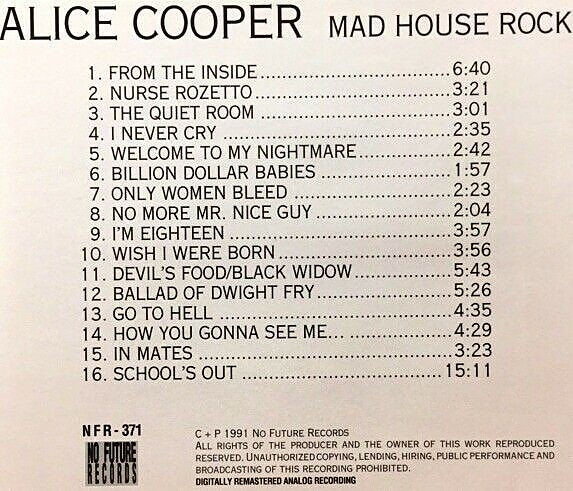 ALICE COOPER MAD HOUSE ROCK
1. FROM THE INSIDE..............................6:40
2. NURSE ROZETTO................................3:21
3. THE QUIET ROOM ..............................3:01
4. I NEVER CRY ....................................2:35
5. WELCOME TO MY NIGHTMARE...................2:42
6. BILLION DOLLAR BABIES ......................1:57
7. ONLY WOMEN BLEED ..........................2:23
8. NO MORE MR. NICE GUY ......................2:04
9. I'M EIGHTEEN ..................................3:57
10. WISH I WERE BORN............................3:56
11. DEVIL'S FOOD/BLACK WIDOW..................5:43
12. BALLAD OF DWIGHT FRY......................5:26
13. GO TO HELL ....................................4:35
14. HOW YOU GONNA SEE ME... ..................4:29
15. IN MATES ......................................3:23
16. SCHOOL'S OUT ................................15:11
NFR-371
NO FUTURE
RECORDS
C + P 1991 NO FUTURE RECORDS
ALL RIGHTS OF THE PRODUCER AND THE OWNER OF THIS WORK REPRODUCED
RESERVED. UNAUTHORIZED COPYING, LENDING, HIRING, PUBLIC PERFORMANCE AND
BROADCASTING OF THIS RECORDING PROHIBITED.
DIGITALLY REMASTERED ANALOG RECORDING